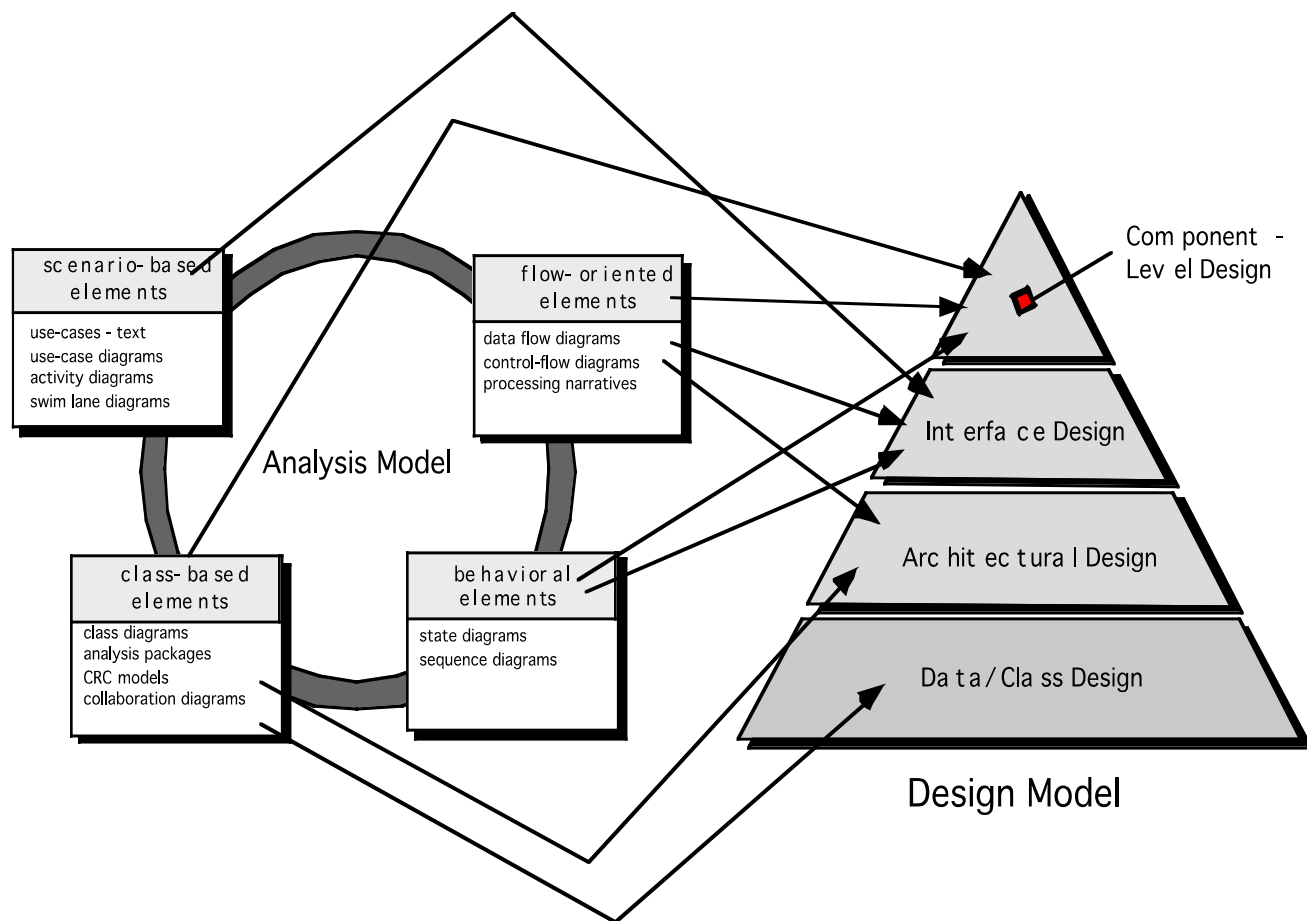 scenario-based
elements
use-cases - text
use-case diagrams
activity diagrams
swim lane diagrams
flow-oriented
elements
data flow diagrams
control-flow diagrams
processing narratives
Analysis Model
class-based
elements
class diagrams
analysis packages
CRC models
collaboration diagrams
behavioral
elements
state diagrams
sequence diagrams
Component -
Level Design
Interface Design
Architectural Design
Data/Class Design
Design Model